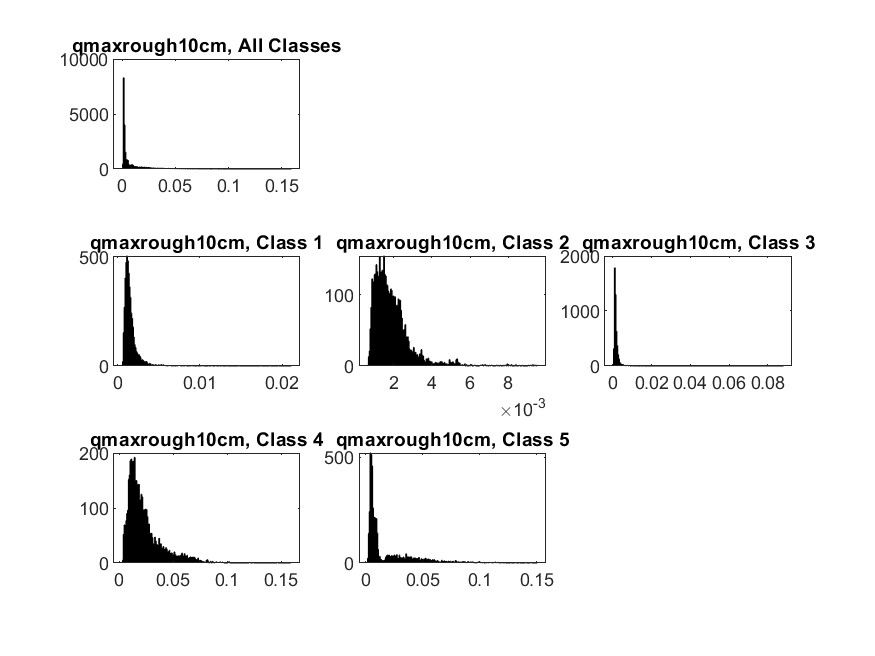 qmaxrough10cm, All Classes
10000
5000
0
0 0.05 0.1 0.15
qmaxrough10cm, Class 1
500
0
0 0.01 0.02
qmaxrough10cm, Class 2
100
0
2 4 6 8
×10-3
qmaxrough10cm, Class 3
2000
1000
0
0 0.02 0.04 0.06 0.08
qmaxrough10cm, Class 4
200
100
0
0 0.05 0.1 0.15
qmaxrough10cm, Class 5
500
0
0 0.05 0.1 0.15